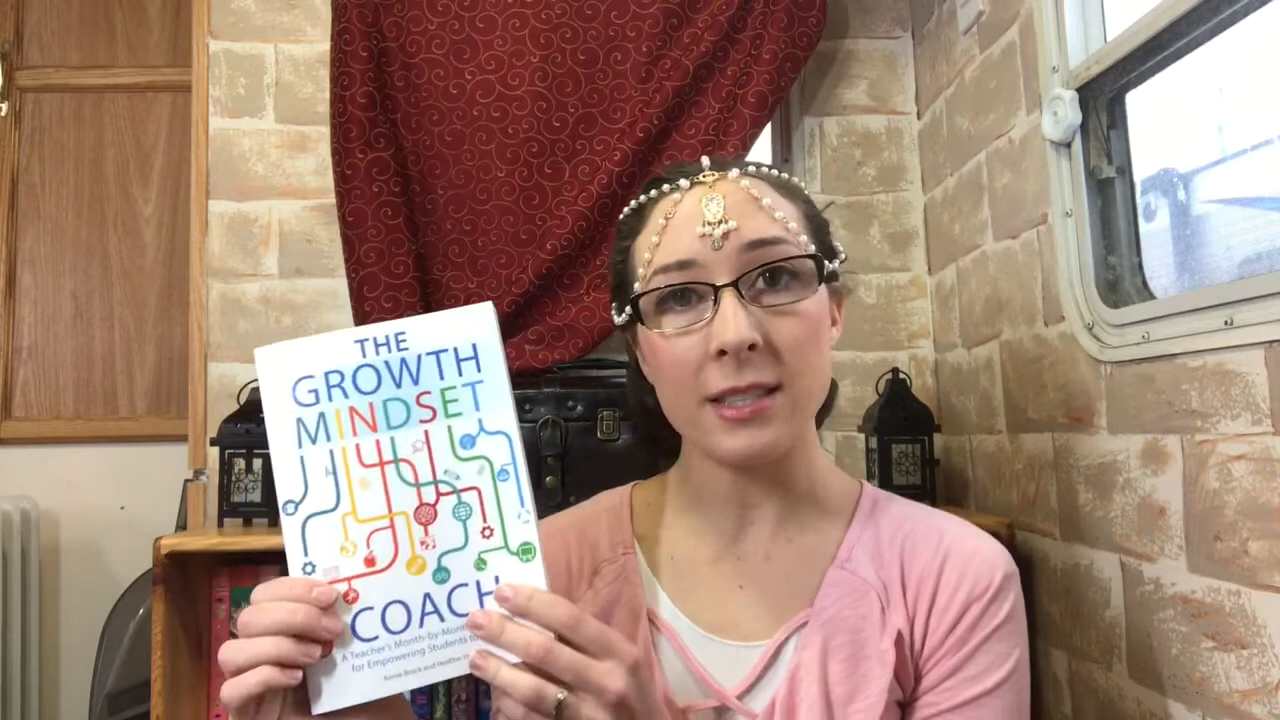 THE
GROWTH
MINDSET
COACH
A Teacher's Month-by-Month
for Empowering Students to
Annie Brock and Heather